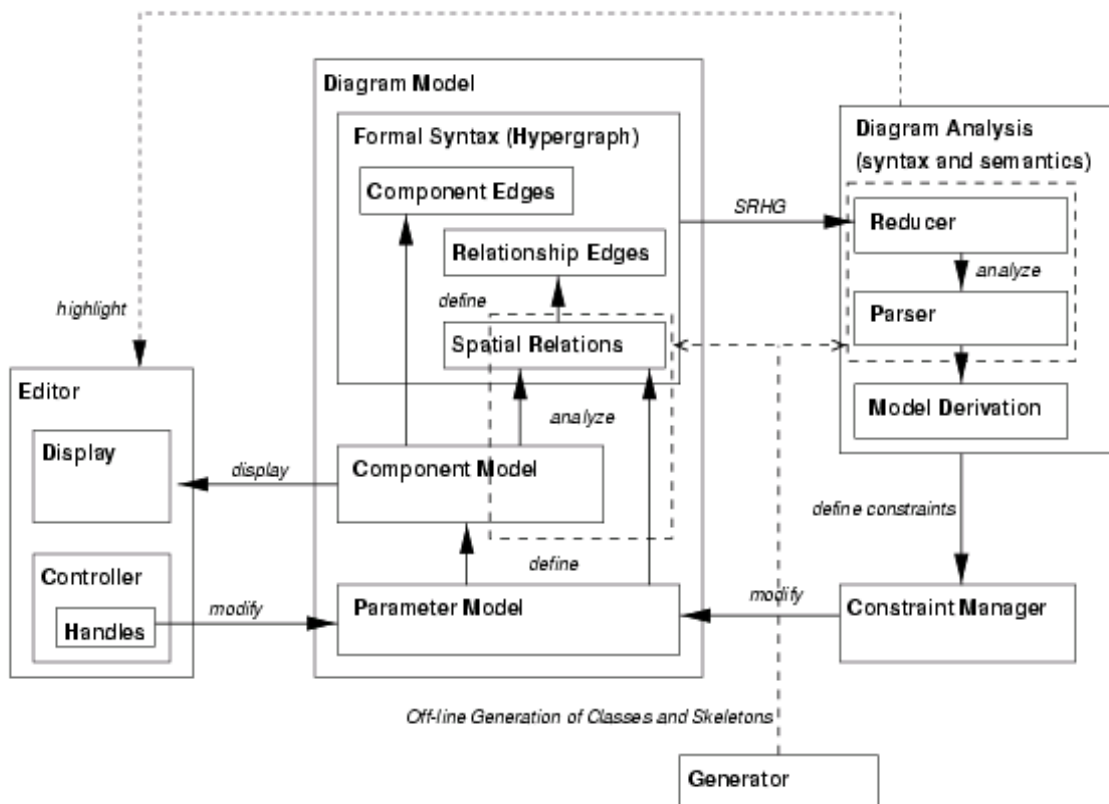 Diagram Model
Formal Syntax (Hypergraph)
Component Edges
Relationship Edges
define
Spatial Relations
analyze
Component Model
define
Parameter Model
SRHG
Diagram Analysis
(syntax and semantics)
Reducer
analyze
Parser
Model Derivation
highlight
Editor
Display
display
Controller
Handles
modify
define constraints
modify
Constraint Manager
Off-line Generation of Classes and Skeletons
Generator